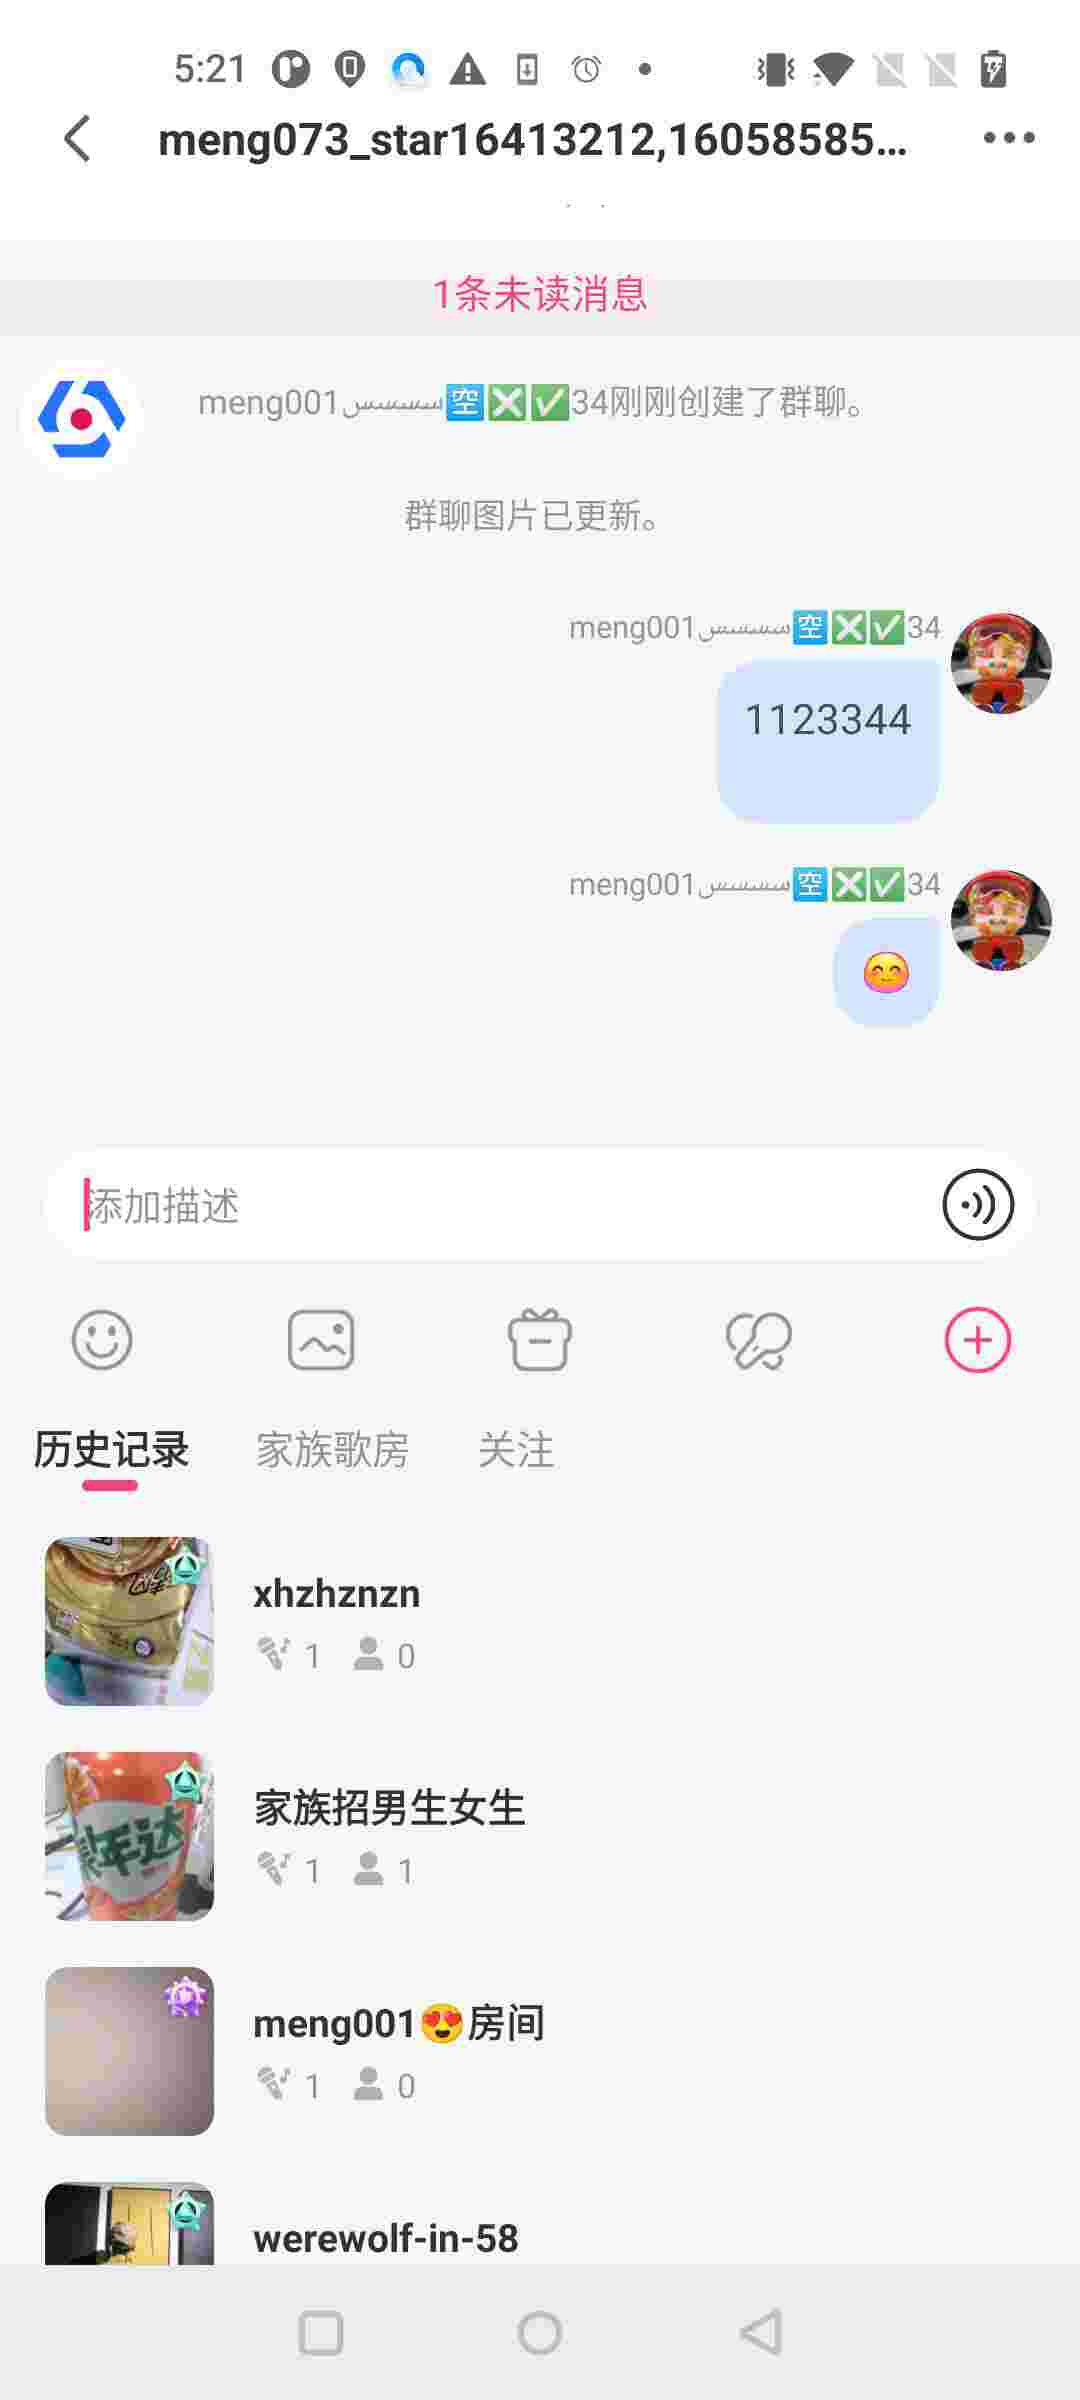 5:21
meng073_star16413212,16058585...
1条未读消息
meng001سسسس🈳❎✅34刚刚创建了群聊。
群聊图片已更新。
meng001سسسس🈳❎✅34
1123344
meng001سسسس🈳❎✅34
😊
添加描述
历史记录 家族歌房 关注
xhzhznzn
1 0
年达
家族招男生女生
1 1
meng001😍房间
1 0
werewolf-in-58